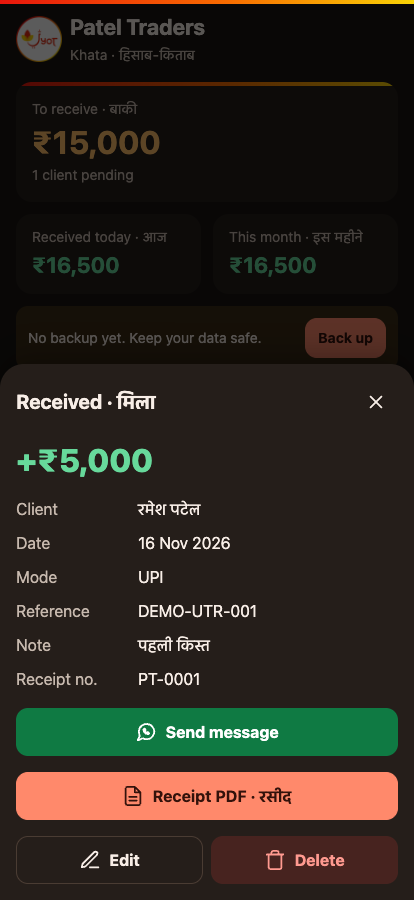 Jyot
Patel Traders
Khata · हिसाब-किताब
To receive · बाकी
₹15,000
1 client pending
Received today · आज
This month · इस महीने
₹16,500
₹16,500
No backup yet. Keep your data safe.
Back up
Received · मिला
+₹5,000
Client रमेश पटेल
Date 16 Nov 2026
Mode UPI
Reference DEMO-UTR-001
Note पहली किस्त
Receipt no. PT-0001
Send message
Receipt PDF · रसीद
Edit
Delete